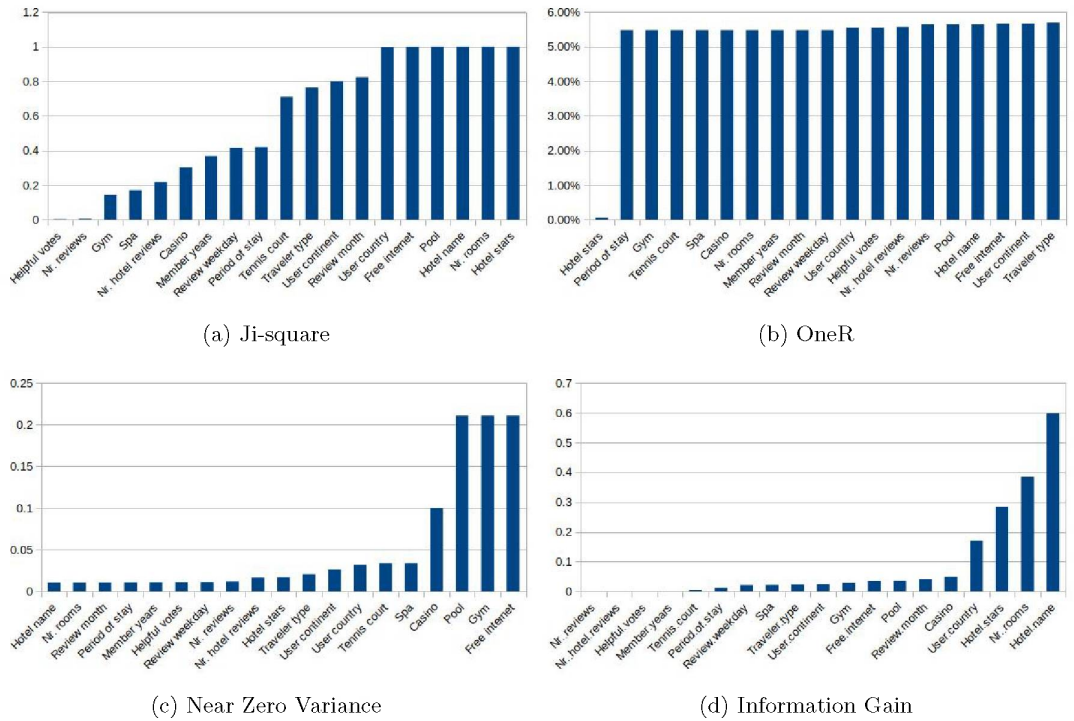 1.2
1
0.8
0.6
0.4
0.2
0
Helpful votes
Nr. reviews
Gym
Spa
Nr. hotel reviews
Casino
Member years
Review weekday
Period of stay
Tennis court
Traveler type
User continent
Review month
User country
Free internet
Pool
Hotel name
Nr. rooms
Hotel stars
(a) Ji-square
6.00%
5.00%
4.00%
3.00%
2.00%
1.00%
0.00%
Hotel stars
Period of stay
Gym
Tennis court
Spa
Casino
Nr. rooms
Member years
Review month
Review weekday
User country
Helpful votes
Nr. hotel reviews
Nr. reviews
Pool
Hotel name
Free internet
User continent
Traveler type
(b) OneR
0.25
0.2
0.15
0.1
0.05
0
Hotel name
Nr. rooms
Review month
Period of stay
Member years
Helpful votes
Review weekday
Nr. reviews
Nr. hotel reviews
Hotel stars
Traveler type
User continent
User country
Tennis court
Spa
Casino
Pool
Gym
Free Internet
(c) Near Zero Variance
0.7
0.6
0.5
0.4
0.3
0.2
0.1
0
Nr..reviews
Nr..hotel.reviews
Helpful.votes
Member.years
Tennis.court
Period.of.stay
Review.weekday
Spa
Traveler.type
User.continent
Gym
Free.internet
Pool
Review.month
Casino
User.country
Hotel.stars
Nr..rooms
Hotel.name
(d) Information Gain